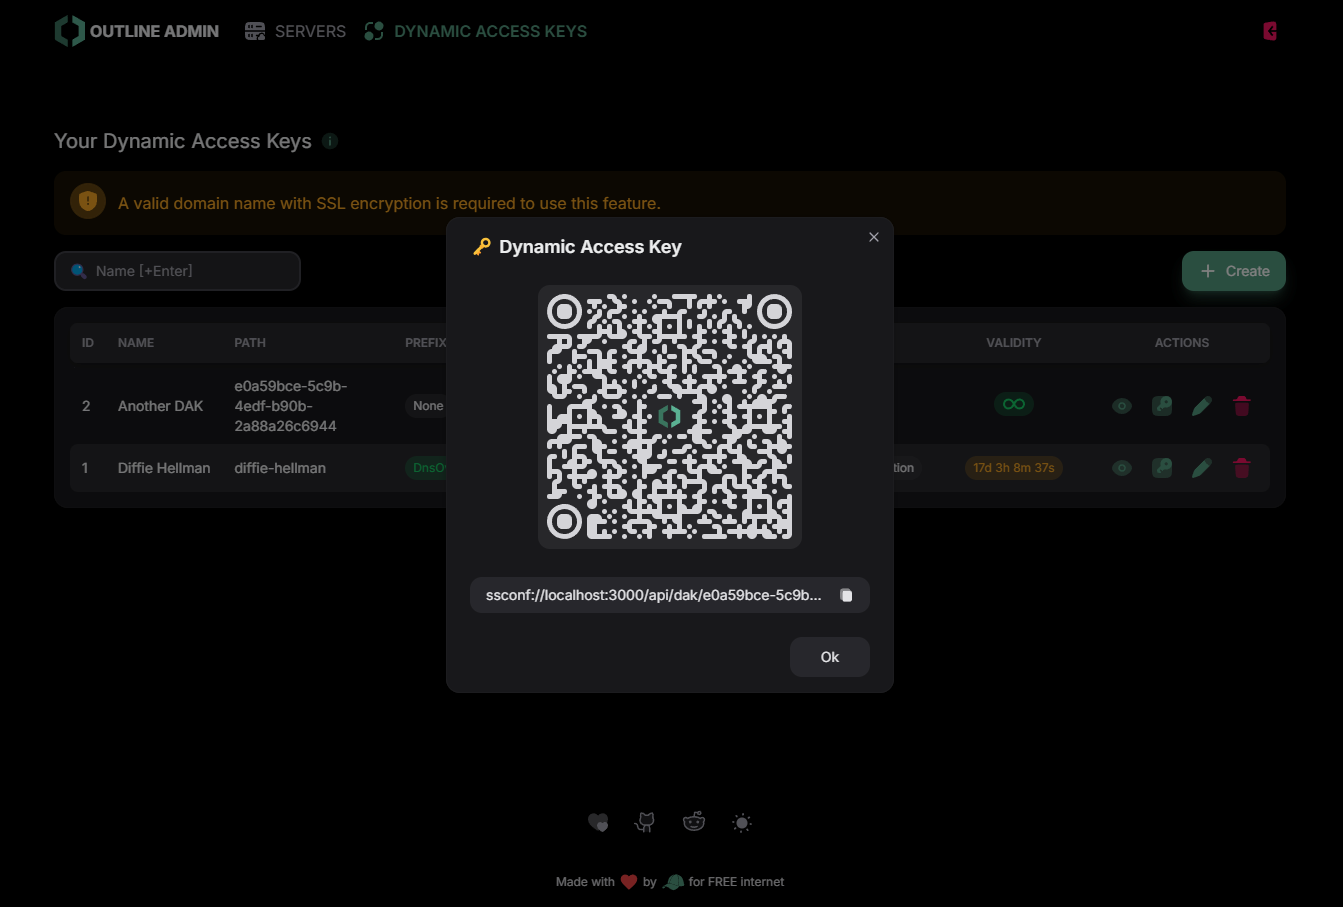 OUTLINE ADMIN SERVERS DYNAMIC ACCESS KEYS
Your Dynamic Access Keys
A valid domain name with SSL encryption is required to use this feature.
Name [+Enter]
Create
ID NAME PATH PREFIX VALIDITY ACTIONS
2 Another DAK e0a59bce-5c9b-
4edf-b90b-
2a88a26c6944
None
1 Diffie Hellman diffie-hellman 17d 3h 8m 37s
Dynamic Access Key
ssconf://localhost:3000/api/dak/e0a59bce-5c9b...
Ok
Made with by for FREE internet